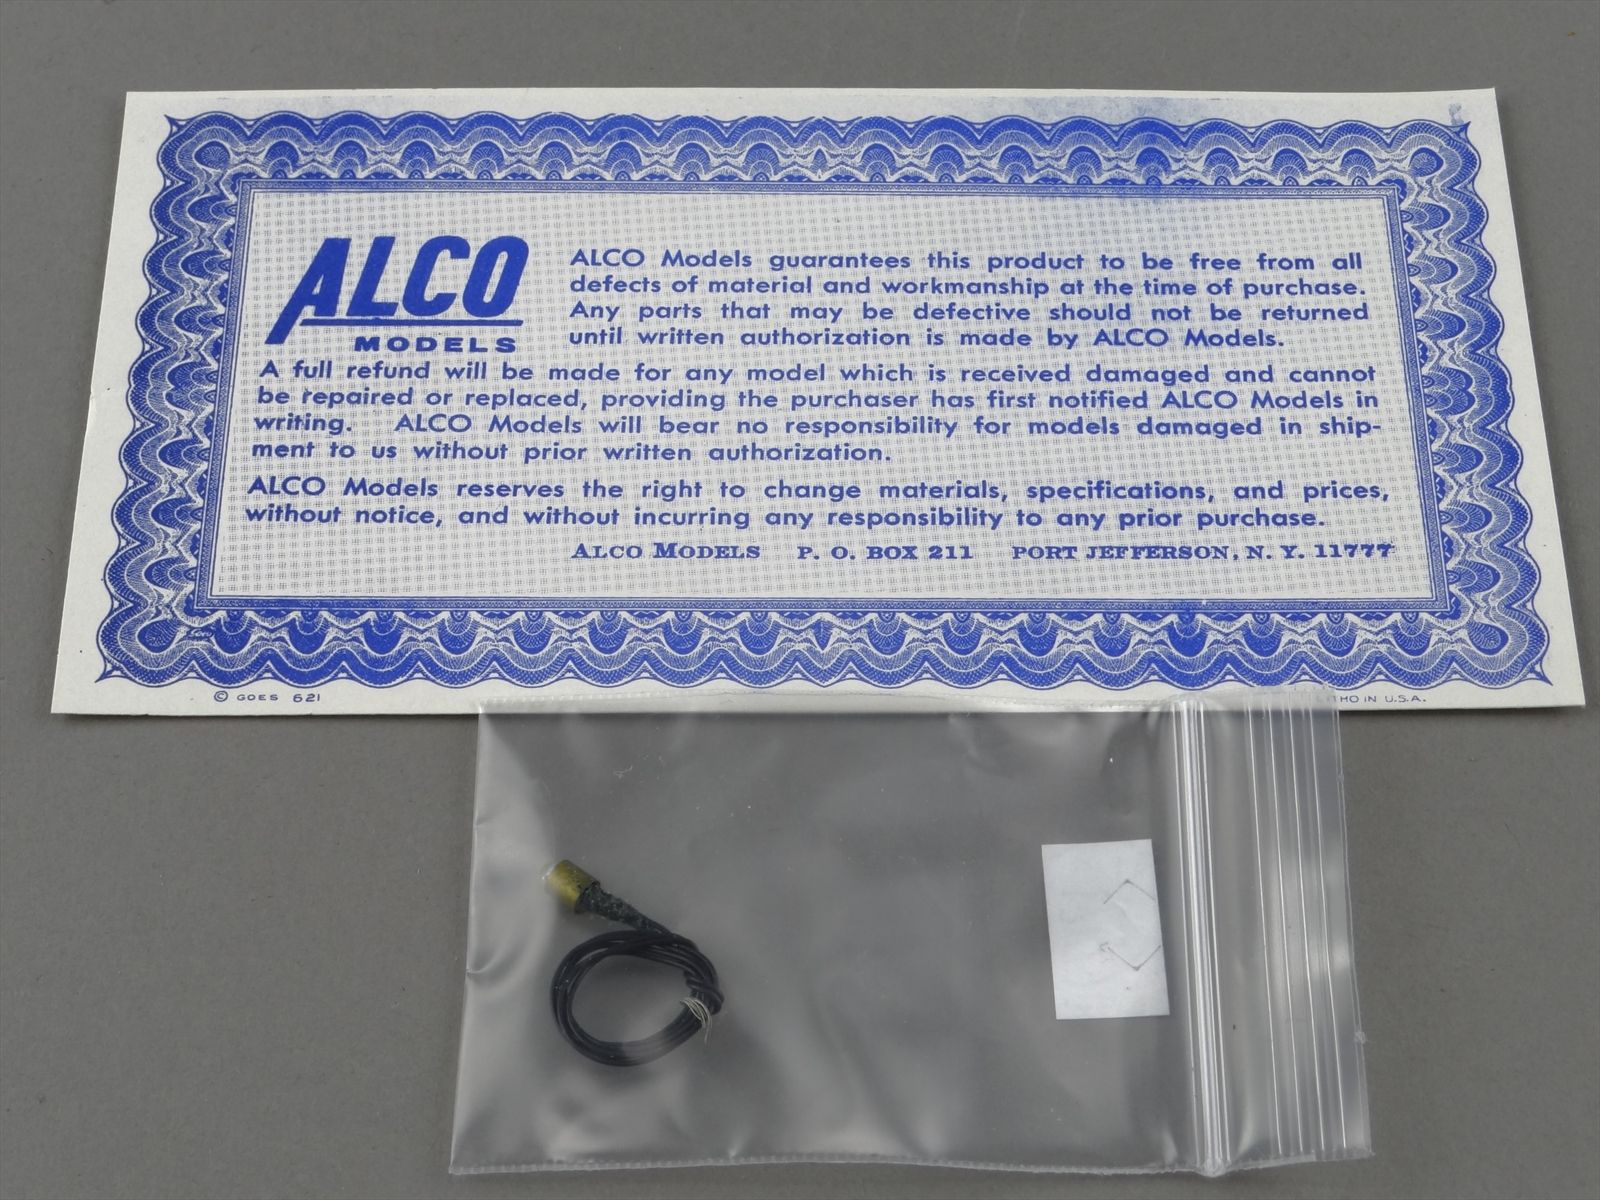 ALCO
MODELS
ALCO Models guarantees this product to be free from all
defects of material and workmanship at the time of purchase.
Any parts that may be defective should not be returned
until written authorization is made by ALCO Models.
A full refund will be made for any model which is received damaged and cannot
be repaired or replaced, providing the purchaser has first notified ALCO Models in
writing. ALCO Models will bear no responsibility for models damaged in ship-
ment to us without prior written authorization.
ALCO Models reserves the right to change materials, specifications, and prices,
without notice, and without incurring any responsibility to any prior purchase.
ALCO MODELS P. O. BOX 211 PORT JEFFERSON, N. Y. 11777
© GOES 621
IN U.S.A.